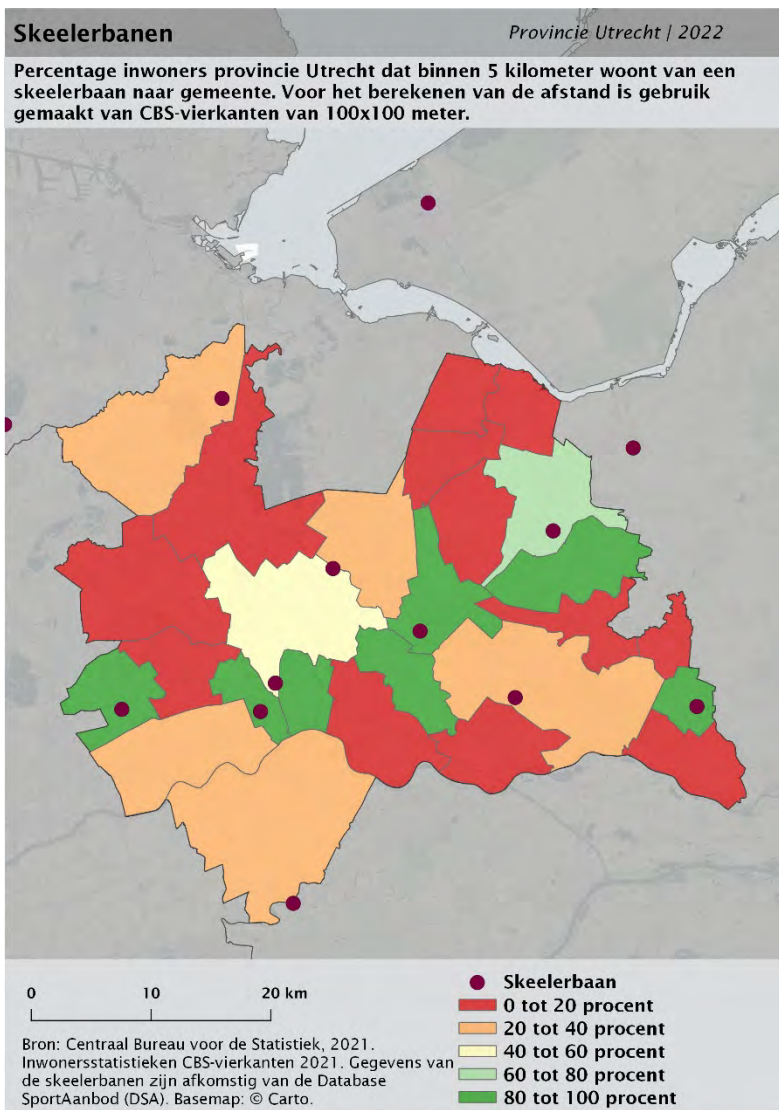 Skeelerbanen
Provincie Utrecht | 2022
Percentage inwoners provincie Utrecht dat binnen 5 kilometer woont van een
skeelerbaan naar gemeente. Voor het berekenen van de afstand is gebruik
gemaakt van CBS-vierkanten van 100x100 meter.
0 10 20 km
Bron: Centraal Bureau voor de Statistiek, 2021.
Inwonersstatistieken CBS-vierkanten 2021. Gegevens van
de skeelerbanen zijn afkomstig van de Database
SportAanbod (DSA). Basemap: © Carto.
Skeelerbaan
0 tot 20 procent
20 tot 40 procent
40 tot 60 procent
60 tot 80 procent
80 tot 100 procent